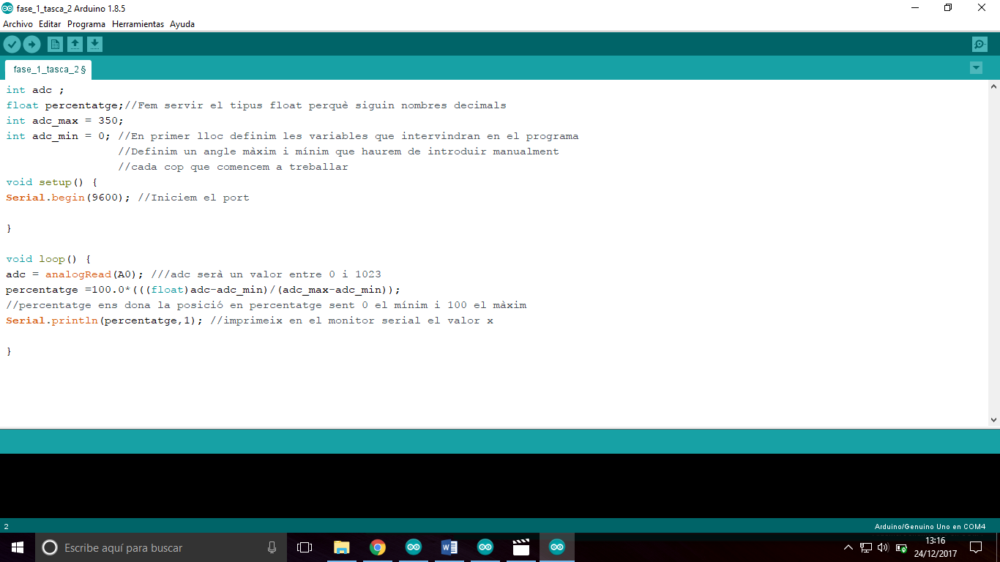 fase_1_tasca_2 Arduino 1.8.5
Archivo Editar Programa Herramientas Ayuda
fase_1_tasca_2 §
int adc ;
float percentatge;//Fem servir el tipus float perquè siguin nombres decimals
int adc_max = 350;
int adc_min = 0; //En primer lloc definim les variables que intervindran en el programa
//Definim un angle màxim i mínim que haurem de introduir manualment
//cada cop que comencem a treballar
void setup() {
Serial.begin(9600); //Iniciem el port
}
void loop() {
adc = analogRead(A0); ///adc serà un valor entre 0 i 1023
percentatge =100.0*(((float)adc-adc_min)/(adc_max-adc_min));
//percentatge ens dona la posició en percentatge sent 0 el mínim i 100 el màxim
Serial.println(percentatge,1); //imprimeix en el monitor serial el valor x
}
2
Arduino/Genuino Uno en COM4
Escribe aquí para buscar
13:16
24/12/2017